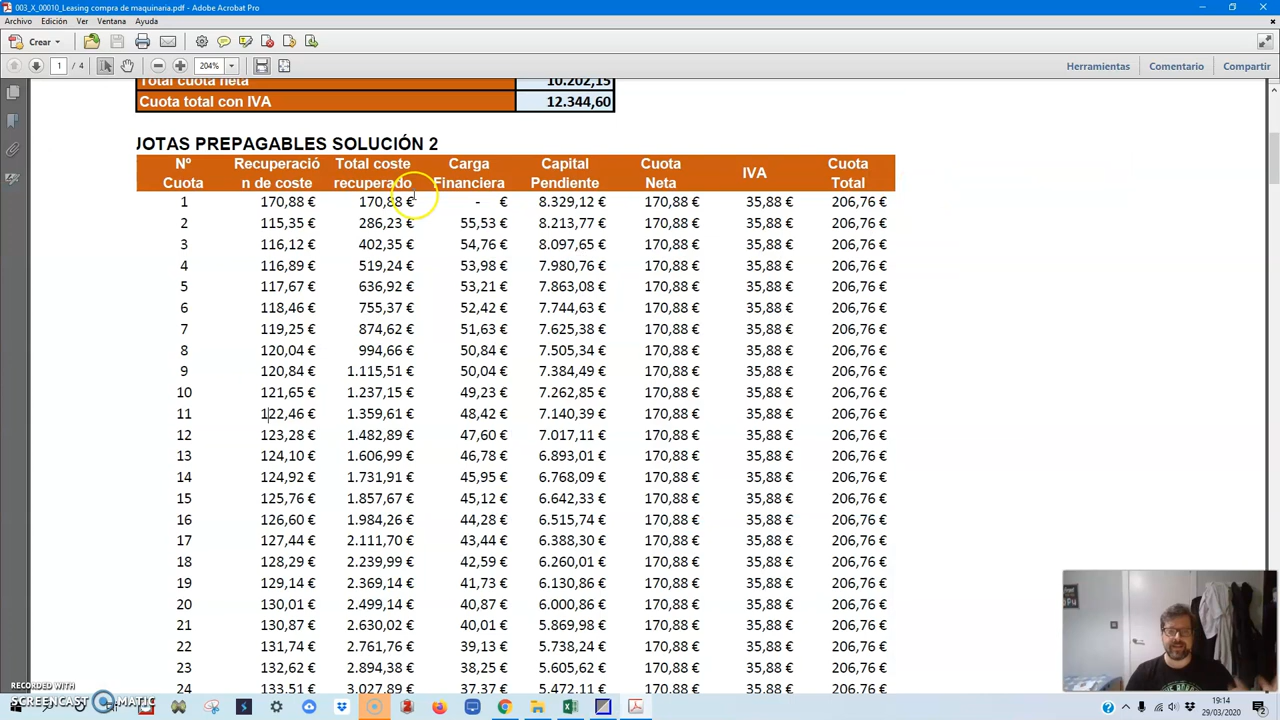 003_X_00010_Leasing compra de maquinaria.pdf - Adobe Acrobat Pro
Archivo Edición Ver Ventana Ayuda
Crear
1 / 4 204% Herramientas Comentario Compartir
Total cuota neta 10.202,15
Cuota total con IVA 12.344,60
JOTAS PREPAGABLES SOLUCIÓN 2
Nº Recuperació Total coste Carga Capital Cuota IVA Cuota
Cuota n de coste recuperado Financiera Pendiente Neta Total
1 170,88 € 170,88 € - € 8.329,12 € 170,88 € 35,88 € 206,76 €
2 115,35 € 286,23 € 55,53 € 8.213,77 € 170,88 € 35,88 € 206,76 €
3 116,12 € 402,35 € 54,76 € 8.097,65 € 170,88 € 35,88 € 206,76 €
4 116,89 € 519,24 € 53,98 € 7.980,76 € 170,88 € 35,88 € 206,76 €
5 117,67 € 636,92 € 53,21 € 7.863,08 € 170,88 € 35,88 € 206,76 €
6 118,46 € 755,37 € 52,42 € 7.744,63 € 170,88 € 35,88 € 206,76 €
7 119,25 € 874,62 € 51,63 € 7.625,38 € 170,88 € 35,88 € 206,76 €
8 120,04 € 994,66 € 50,84 € 7.505,34 € 170,88 € 35,88 € 206,76 €
9 120,84 € 1.115,51 € 50,04 € 7.384,49 € 170,88 € 35,88 € 206,76 €
10 121,65 € 1.237,15 € 49,23 € 7.262,85 € 170,88 € 35,88 € 206,76 €
11 122,46 € 1.359,61 € 48,42 € 7.140,39 € 170,88 € 35,88 € 206,76 €
12 123,28 € 1.482,89 € 47,60 € 7.017,11 € 170,88 € 35,88 € 206,76 €
13 124,10 € 1.606,99 € 46,78 € 6.893,01 € 170,88 € 35,88 € 206,76 €
14 124,92 € 1.731,91 € 45,95 € 6.768,09 € 170,88 € 35,88 € 206,76 €
15 125,76 € 1.857,67 € 45,12 € 6.642,33 € 170,88 € 35,88 € 206,76 €
16 126,60 € 1.984,26 € 44,28 € 6.515,74 € 170,88 € 35,88 € 206,76 €
17 127,44 € 2.111,70 € 43,44 € 6.388,30 € 170,88 € 35,88 € 206,76 €
18 128,29 € 2.239,99 € 42,59 € 6.260,01 € 170,88 € 35,88 € 206,76 €
19 129,14 € 2.369,14 € 41,73 € 6.130,86 € 170,88 € 35,88 € 206,76 €
20 130,01 € 2.499,14 € 40,87 € 6.000,86 € 170,88 € 35,88 € 206,76 €
21 130,87 € 2.630,02 € 40,01 € 5.869,98 € 170,88 € 35,88 € 206,76 €
22 131,74 € 2.761,76 € 39,13 € 5.738,24 € 170,88 € 35,88 € 206,76 €
23 132,62 € 2.894,38 € 38,25 € 5.605,62 € 170,88 € 35,88 € 206,76 €
24 133,51 € 3.027,89 € 37,37 € 5.472,11 € 170,88 € 35,88 € 206,76 €
RECORDED WITH
SCREENCAST MATIC
19:14
29/03/2020
2